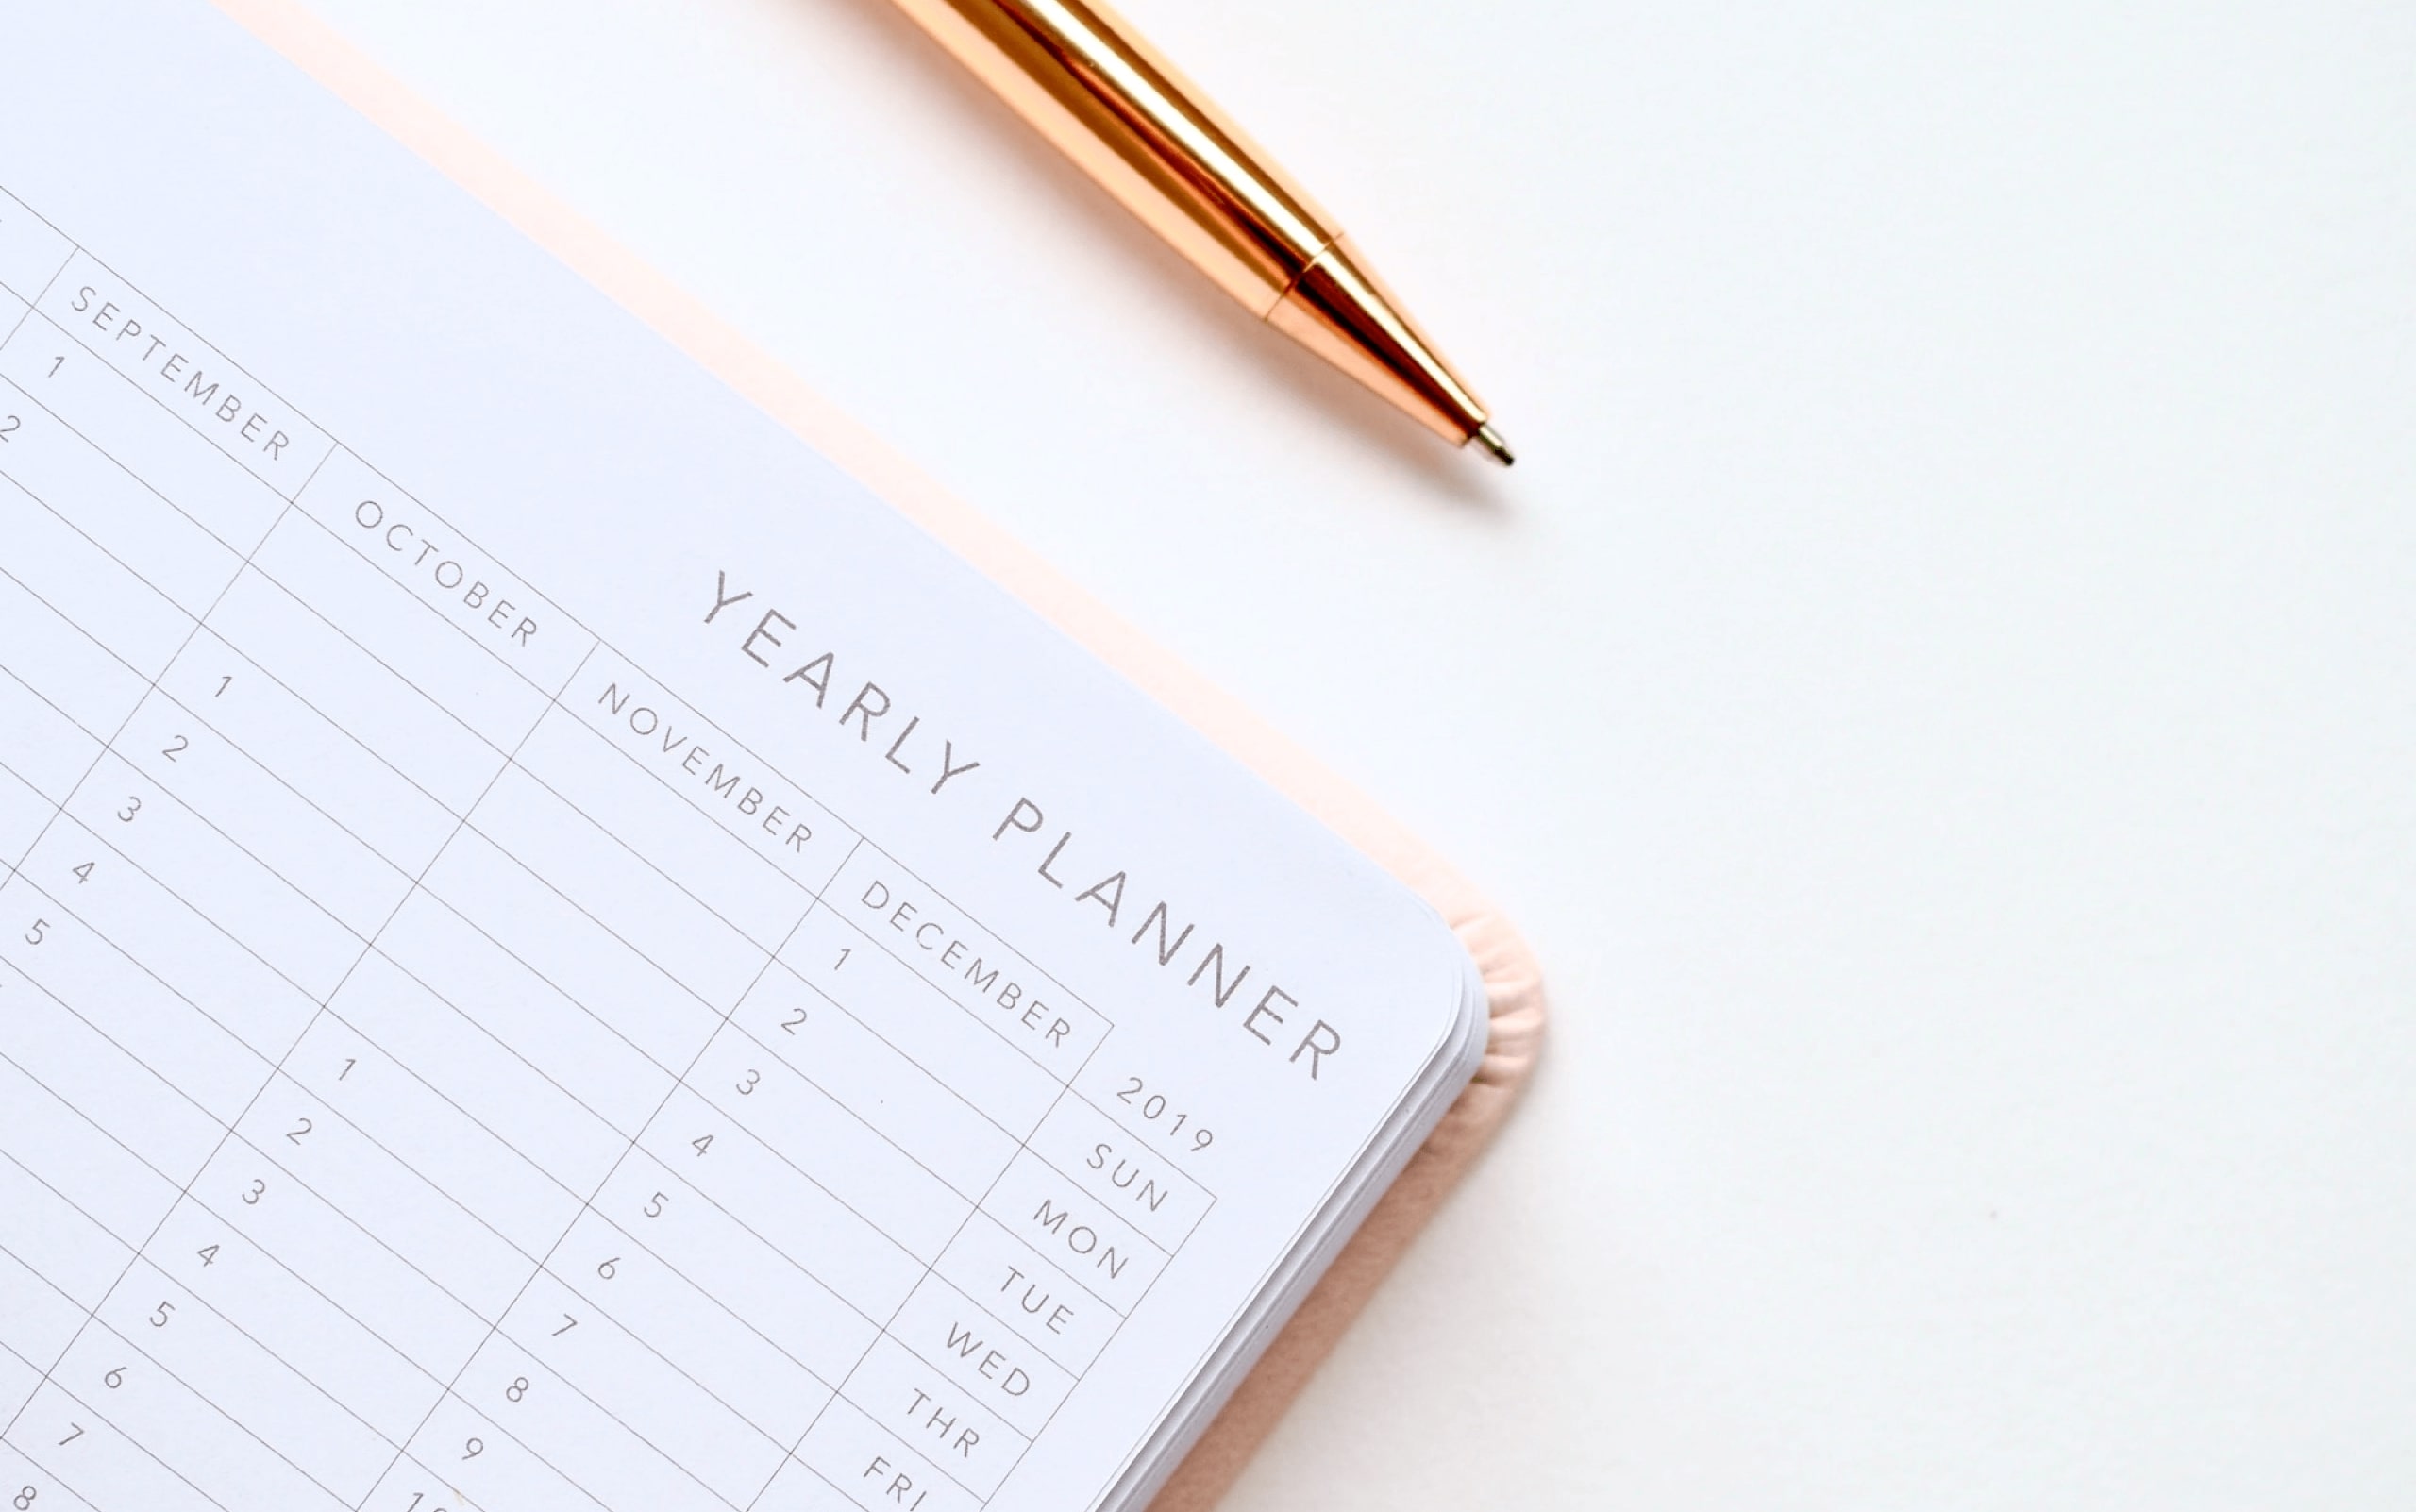 YEARLY PLANNER
SEPTEMBER OCTOBER NOVEMBER DECEMBER 2019
1 1 SUN
2 2 MON
1 3 TUE
2 4 WED
3 1 5 THR
4 2 6 FRI
5 3 7
4 8
5 9
6
7
8